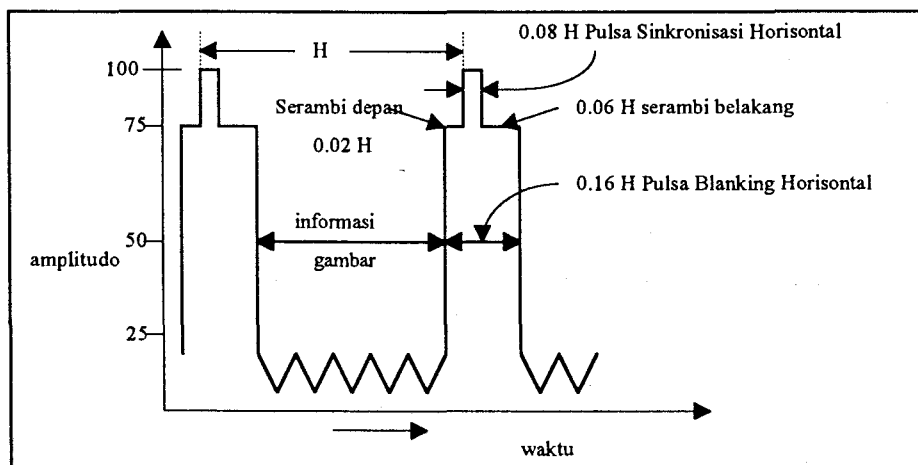 0.08 H Pulsa Sinkronisasi Horisontal
H
100
Serambi depan
0.06 H serambi belakang
75
0.02 H
0.16 H Pulsa Blanking Horisontal
informasi
50
amplitudo
gambar
25
waktu